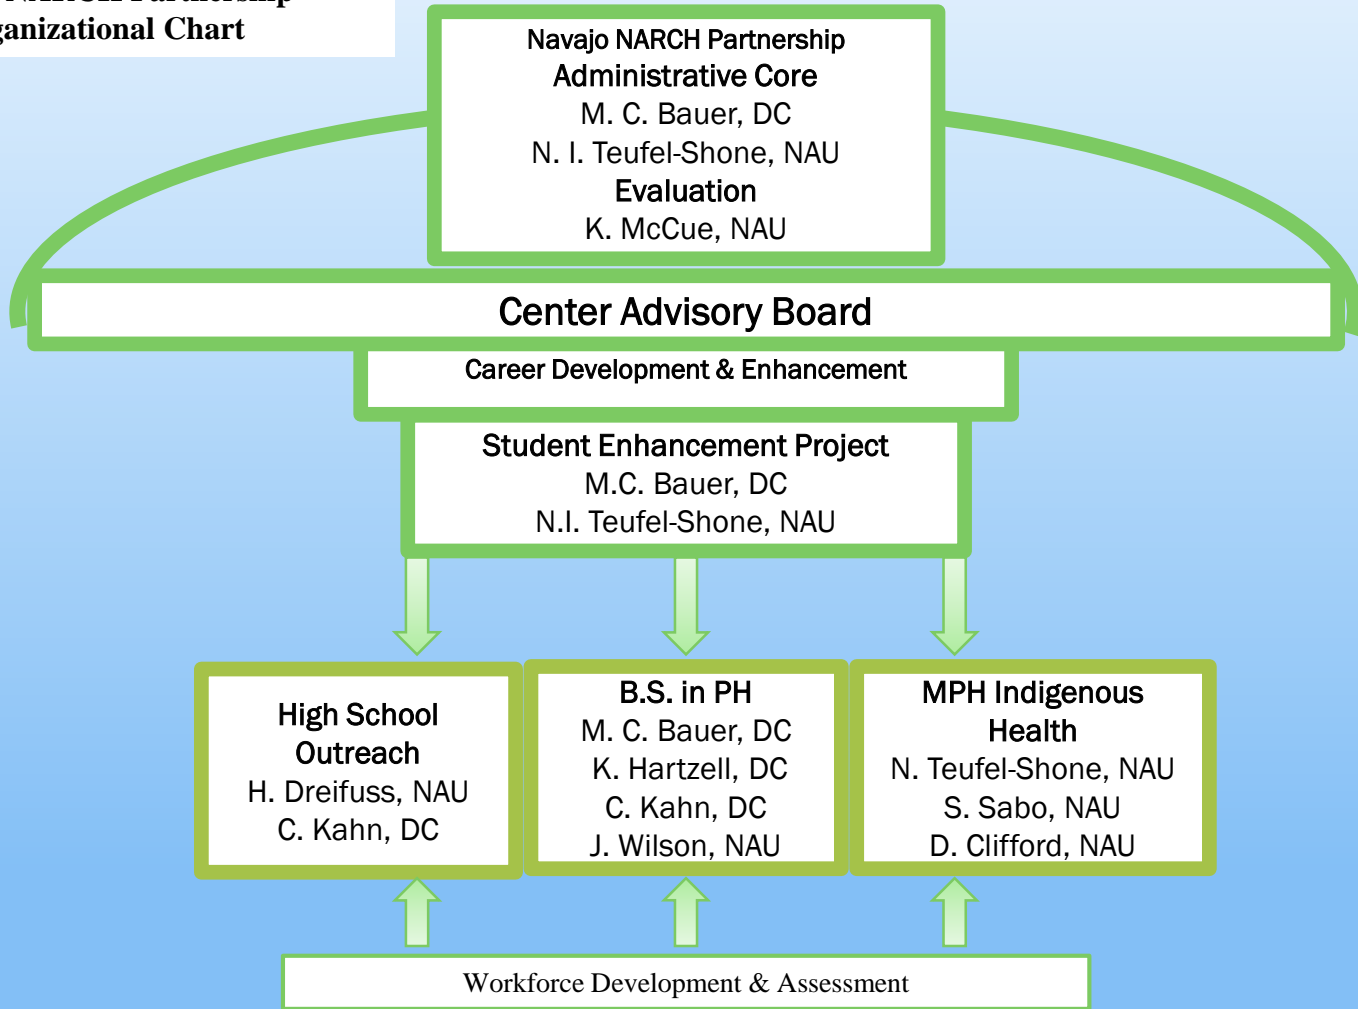 Partnership
ganizational Chart
Navajo NARCH Partnership
Administrative Core
M. C. Bauer, DC
N. I. Teufel-Shone, NAU
Evaluation
K. McCue, NAU
Center Advisory Board
Career Development & Enhancement
Student Enhancement Project
M.C. Bauer, DC
N.I. Teufel-Shone, NAU
High School
Outreach
H. Dreifuss, NAU
C. Kahn, DC
B.S. in PH
M. C. Bauer, DC
K. Hartzell, DC
C. Kahn, DC
J. Wilson, NAU
MPH Indigenous
Health
N. Teufel-Shone, NAU
S. Sabo, NAU
D. Clifford, NAU
Workforce Development & Assessment